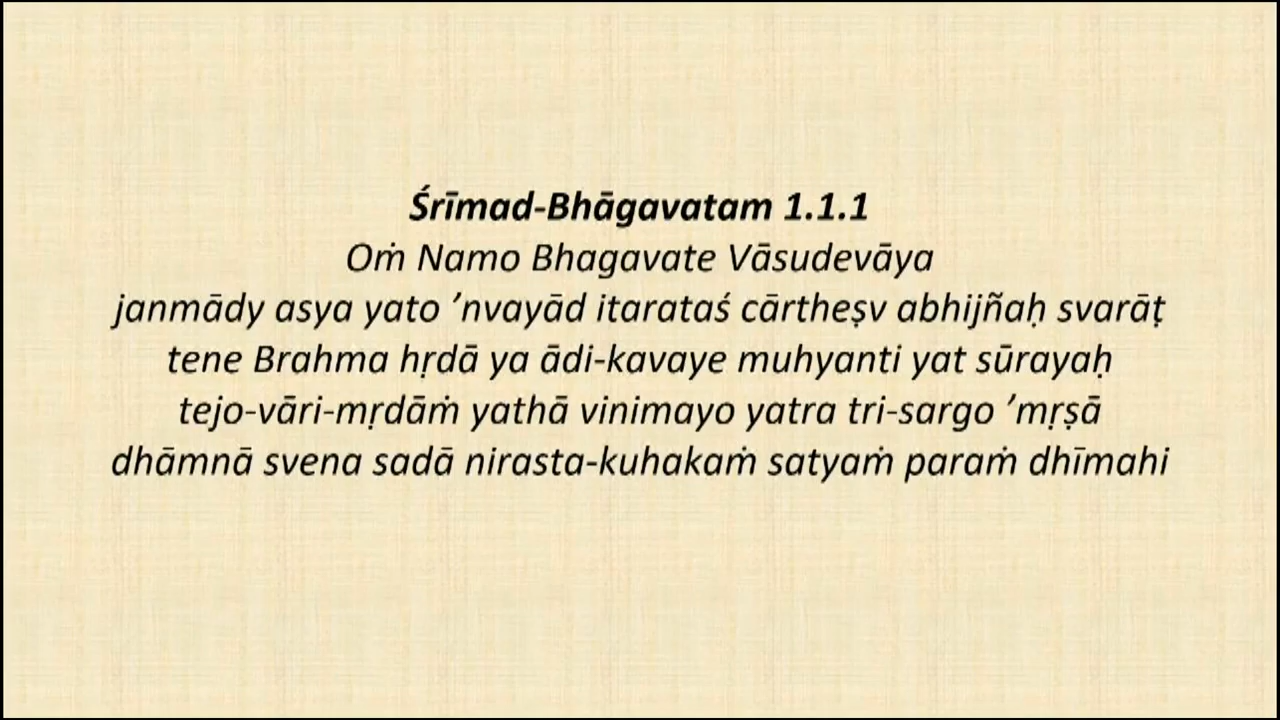 Śrīmad-Bhāgavatam 1.1.1
Oṁ Namo Bhagavate Vāsudevāya
janmādy asya yato ’nvayād itarataś cārtheṣv abhijñaḥ svarāṭ
tene Brahma hṛdā ya ādi-kavaye muhyanti yat sūrayaḥ
tejo-vāri-mṛdāṁ yathā vinimayo yatra tri-sargo ’mṛṣā
dhāmnā svena sadā nirasta-kuhakaṁ satyaṁ paraṁ dhīmahi